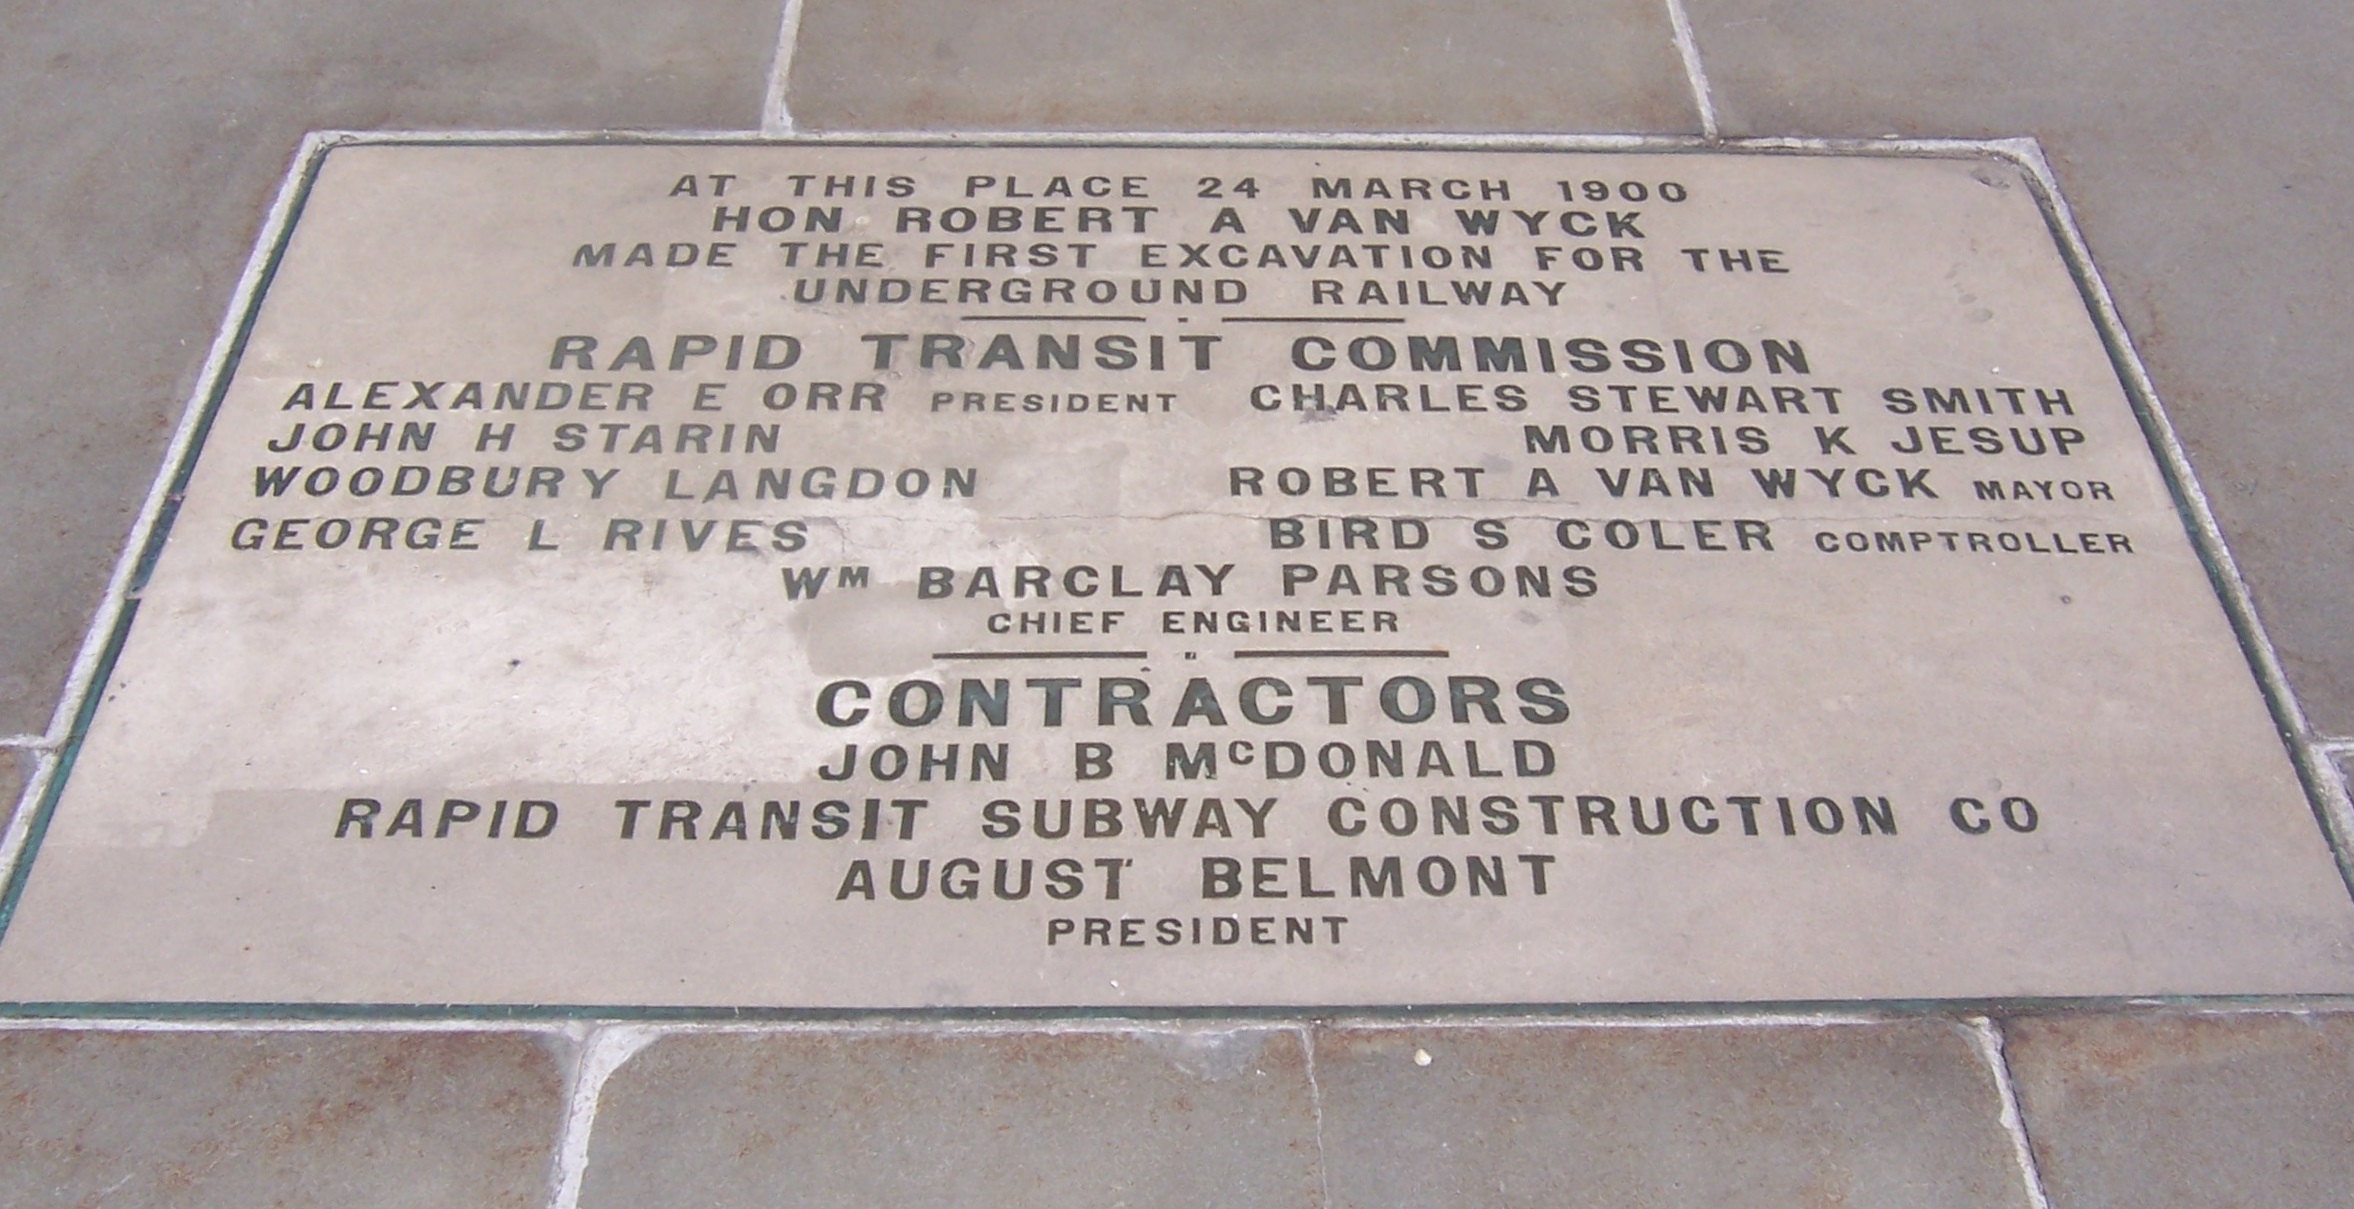 AT THIS PLACE 24 MARCH 1900
HON ROBERT A VAN WYCK
MADE THE FIRST EXCAVATION FOR THE
UNDERGROUND RAILWAY
RAPID TRANSIT COMMISSION
ALEXANDER E ORR PRESIDENT CHARLES STEWART SMITH
JOHN H STARIN MORRIS K JESUP
WOODBURY LANGDON ROBERT A VAN WYCK MAYOR
GEORGE L RIVES BIRD S COLER COMPTROLLER
WM BARCLAY PARSONS
CHIEF ENGINEER
CONTRACTORS
JOHN B MCDONALD
RAPID TRANSIT SUBWAY CONSTRUCTION CO
AUGUST BELMONT
PRESIDENT